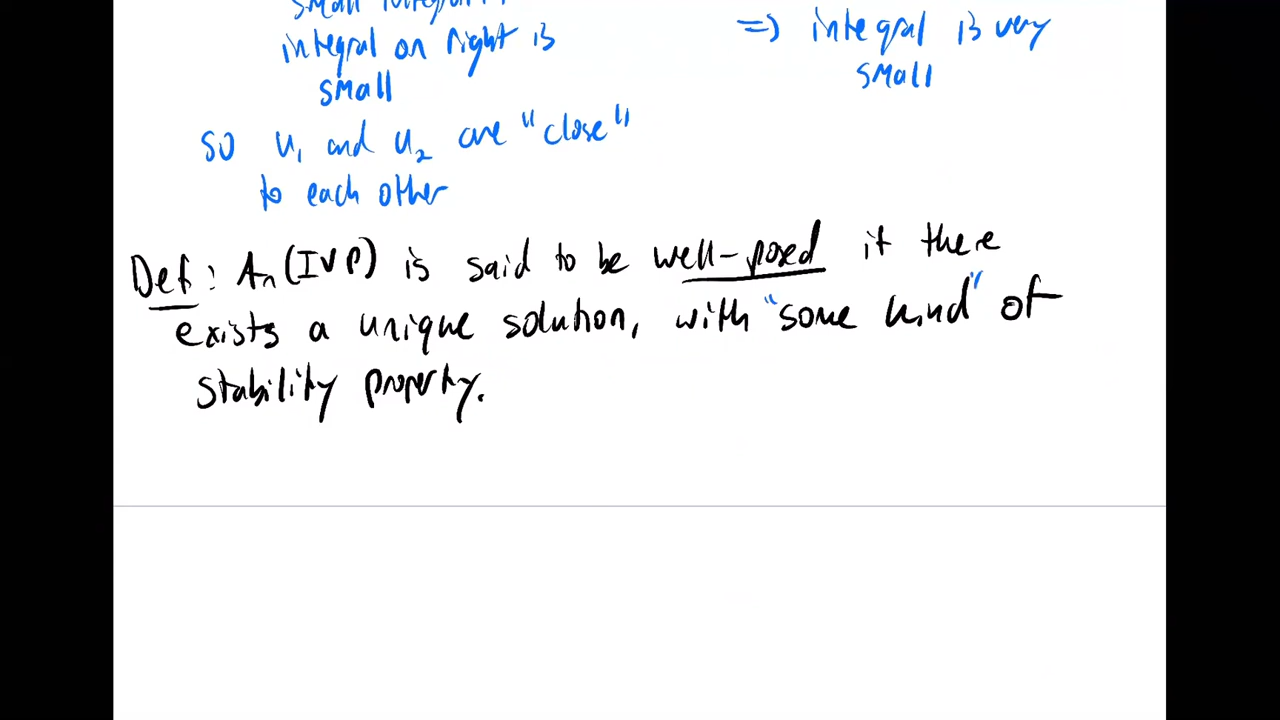 small
integral on right is
small
so u₁ and u₂ are "close"
to each other
=> integral is very
small
Def: An (IVP) is said to be well-posed if there
exists a unique solution, with "some kind" of
stability property.